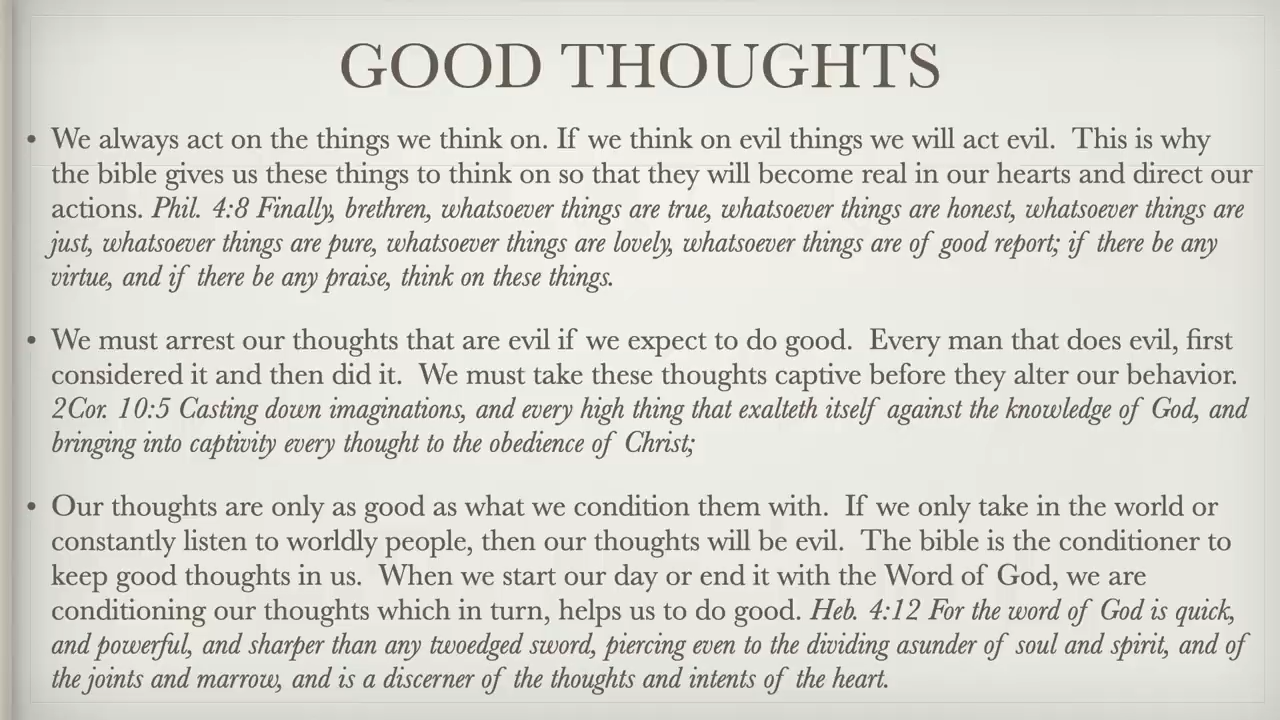 GOOD THOUGHTS
• We always act on the things we think on. If we think on evil things we will act evil.  This is why
the bible gives us these things to think on so that they will become real in our hearts and direct our
actions. Phil. 4:8 Finally, brethren, whatsoever things are true, whatsoever things are honest, whatsoever things are
just, whatsoever things are pure, whatsoever things are lovely, whatsoever things are of good report; if there be any
virtue, and if there be any praise, think on these things.
• We must arrest our thoughts that are evil if we expect to do good.  Every man that does evil, first
considered it and then did it.  We must take these thoughts captive before they alter our behavior.
2Cor. 10:5 Casting down imaginations, and every high thing that exalteth itself against the knowledge of God, and
bringing into captivity every thought to the obedience of Christ;
• Our thoughts are only as good as what we condition them with.  If we only take in the world or
constantly listen to worldly people, then our thoughts will be evil.  The bible is the conditioner to
keep good thoughts in us.  When we start our day or end it with the Word of God, we are
conditioning our thoughts which in turn, helps us to do good. Heb. 4:12 For the word of God is quick,
and powerful, and sharper than any twoedged sword, piercing even to the dividing asunder of soul and spirit, and of
the joints and marrow, and is a discerner of the thoughts and intents of the heart.